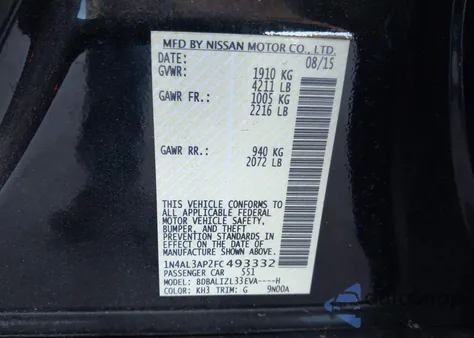 MFD BY NISSAN MOTOR CO., LTD.
DATE: 08/15
GVWR: 1910 KG
4211 LB
GAWR FR.: 1005 KG
2216 LB
GAWR RR.: 940 KG
2072 LB
THIS VEHICLE CONFORMS TO
ALL APPLICABLE FEDERAL
MOTOR VEHICLE SAFETY,
BUMPER, AND THEFT
PREVENTION STANDARDS IN
EFFECT ON THE DATE OF
MANUFACTURE SHOWN ABOVE.
1N4AL3AP2FC493332
PASSENGER CAR 551
MODEL: BDBALIZL33EVA----H
COLOR: KH3 TRIM: G 9N00A